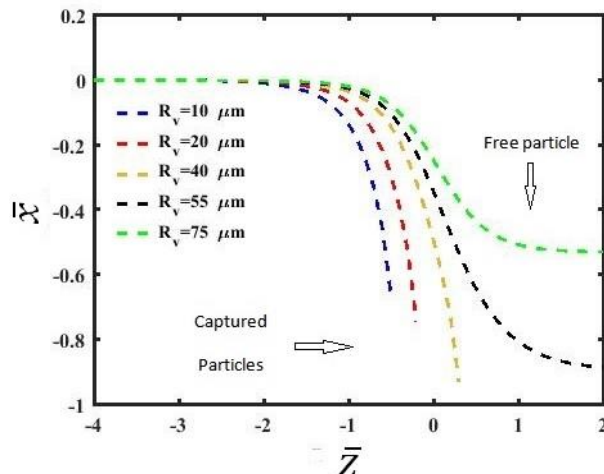 0.2
0
-0.2
-0.4
-0.6
-0.8
-1
x̄
R_v=10 μm
R_v=20 μm
R_v=40 μm
R_v=55 μm
R_v=75 μm
Free particle
Captured
Particles
-4 -3 -2 -1 0 1 2
z̄